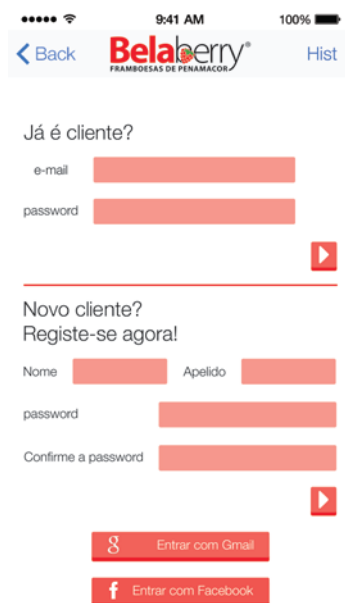 9:41 AM
100%
Back
Belaberry®
FRAMBOESAS DE PENAMACOR
Hist
Já é cliente?
e-mail
password
Novo cliente?
Registe-se agora!
Nome
Apelido
password
Confirme a password
g Entrar com Gmail
f Entrar com Facebook